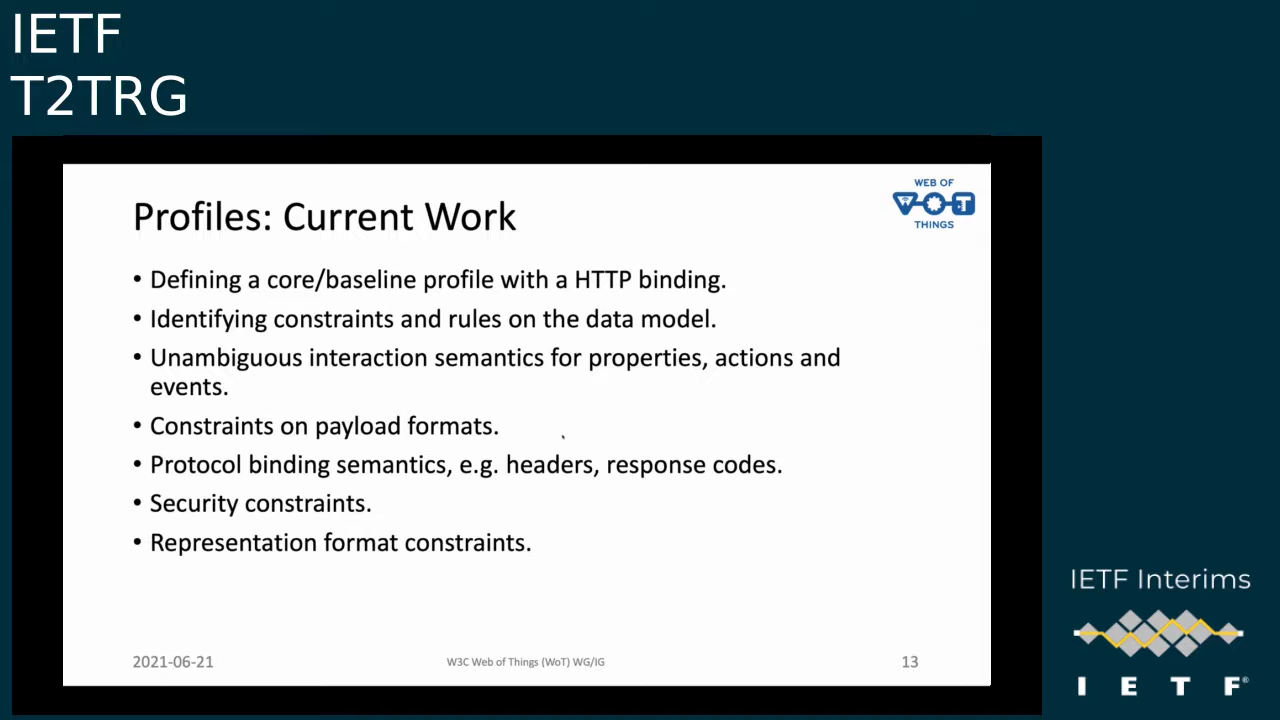 IETF
T2TRG
WEB OF
WOT
THINGS
Profiles: Current Work
• Defining a core/baseline profile with a HTTP binding.
• Identifying constraints and rules on the data model.
• Unambiguous interaction semantics for properties, actions and
events.
• Constraints on payload formats.
• Protocol binding semantics, e.g. headers, response codes.
• Security constraints.
• Representation format constraints.
2021-06-21
W3C Web of Things (WoT) WG/IG
13
IETF Interims
I E T F®